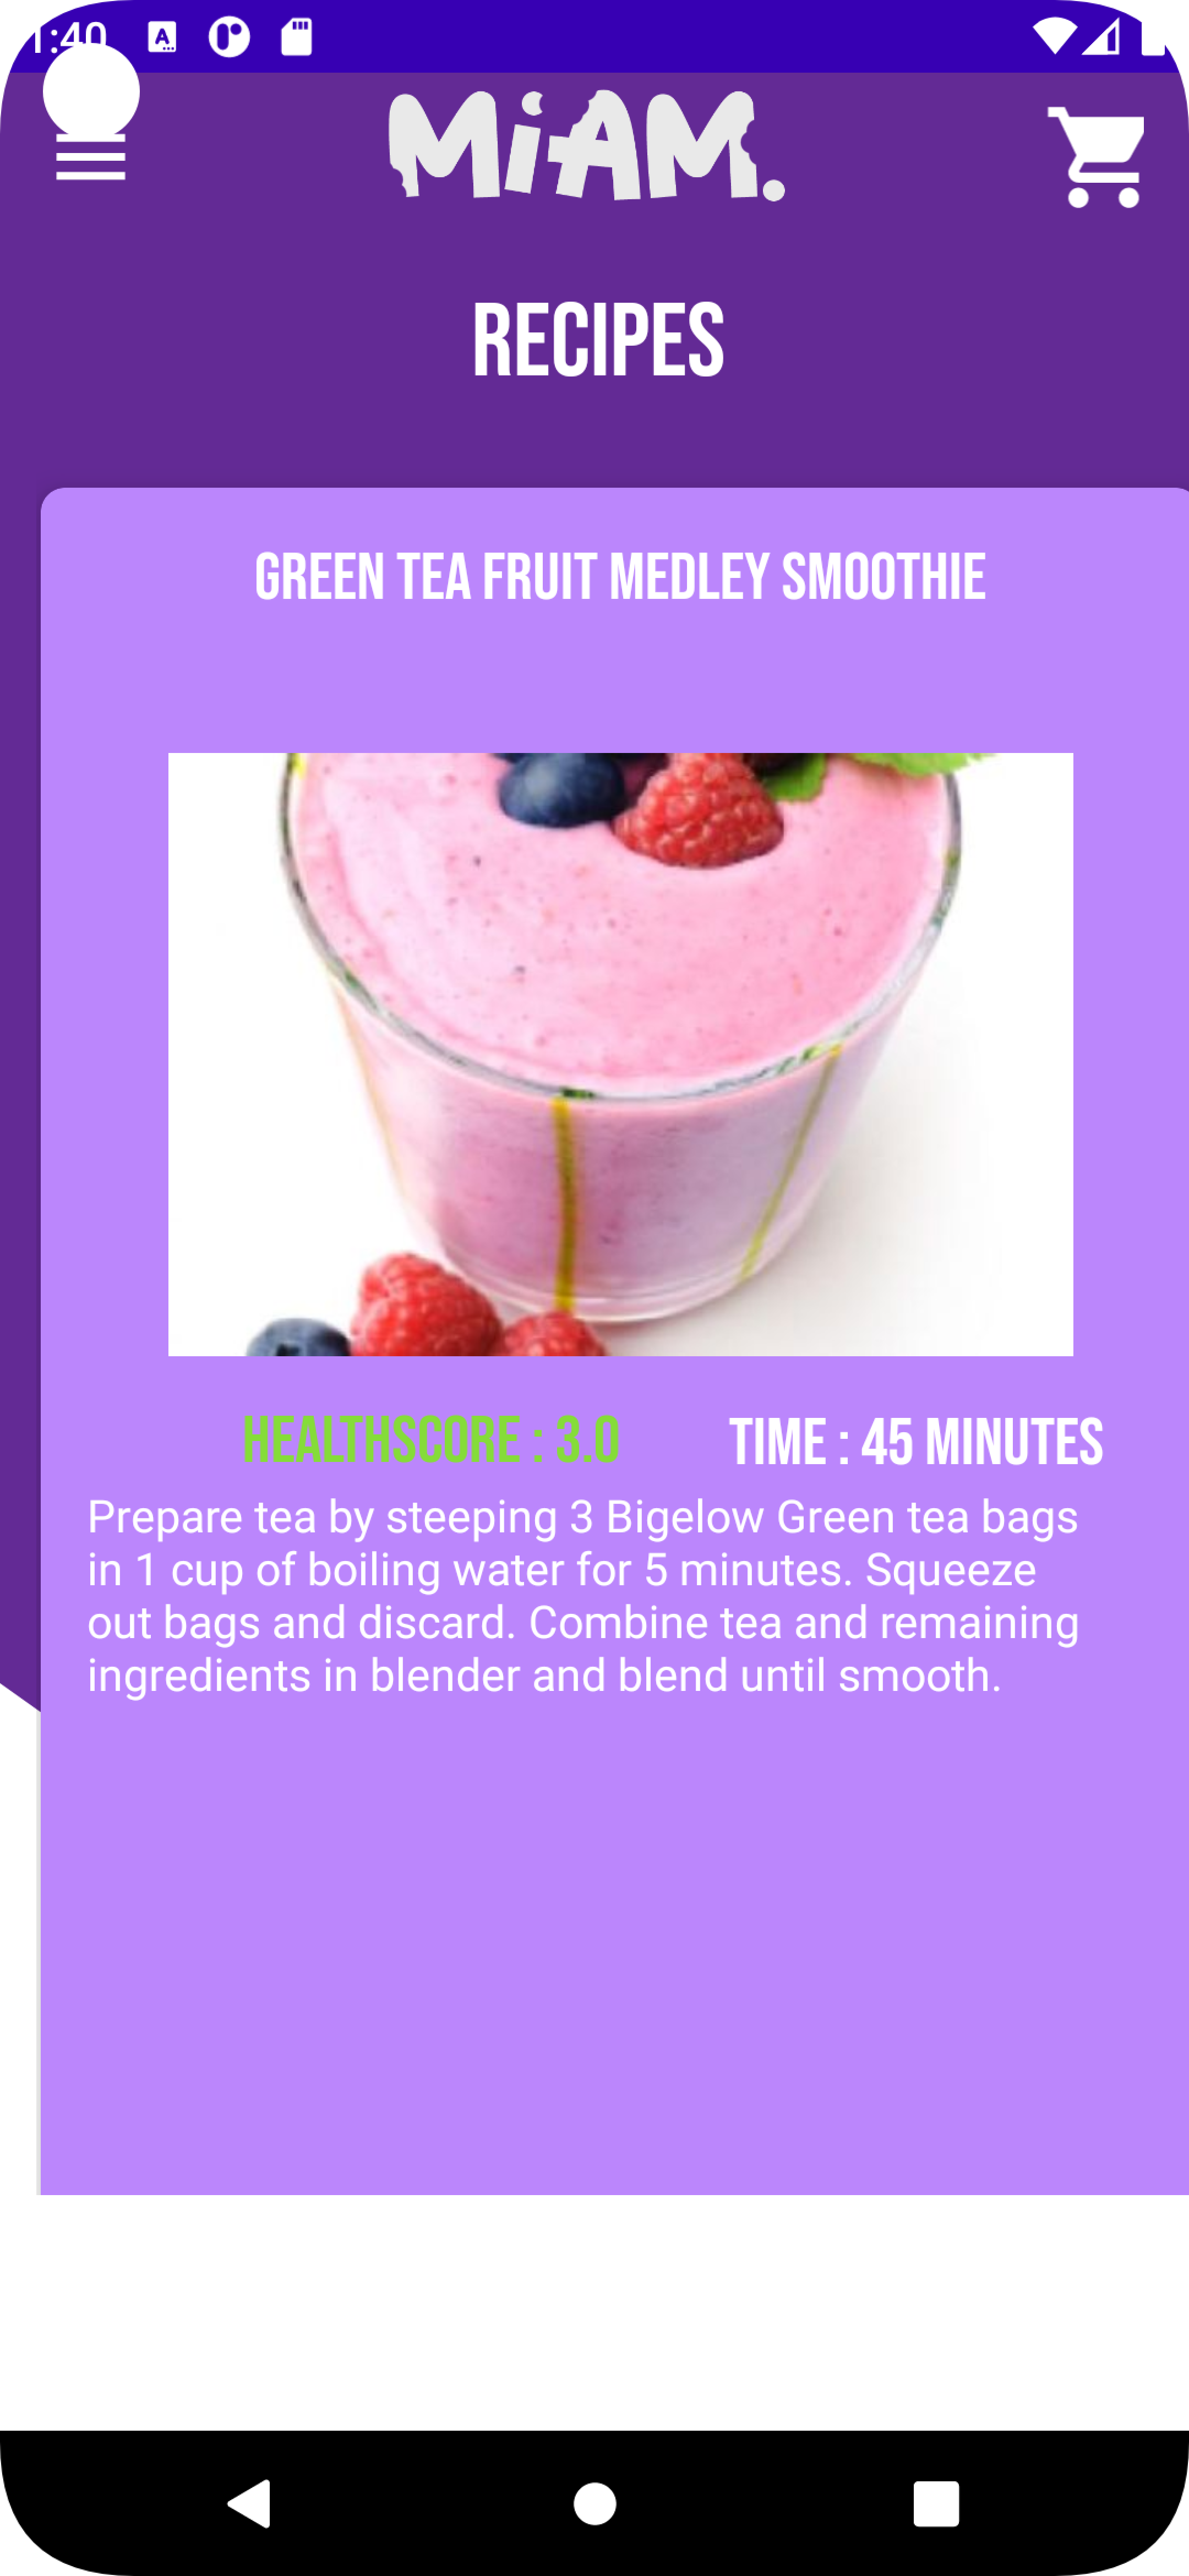 1:40
MiAM.
RECIPES
GREEN TEA FRUIT MEDLEY SMOOTHIE
HEALTHSCORE : 3.0
TIME : 45 MINUTES
Prepare tea by steeping 3 Bigelow Green tea bags
in 1 cup of boiling water for 5 minutes. Squeeze
out bags and discard. Combine tea and remaining
ingredients in blender and blend until smooth.